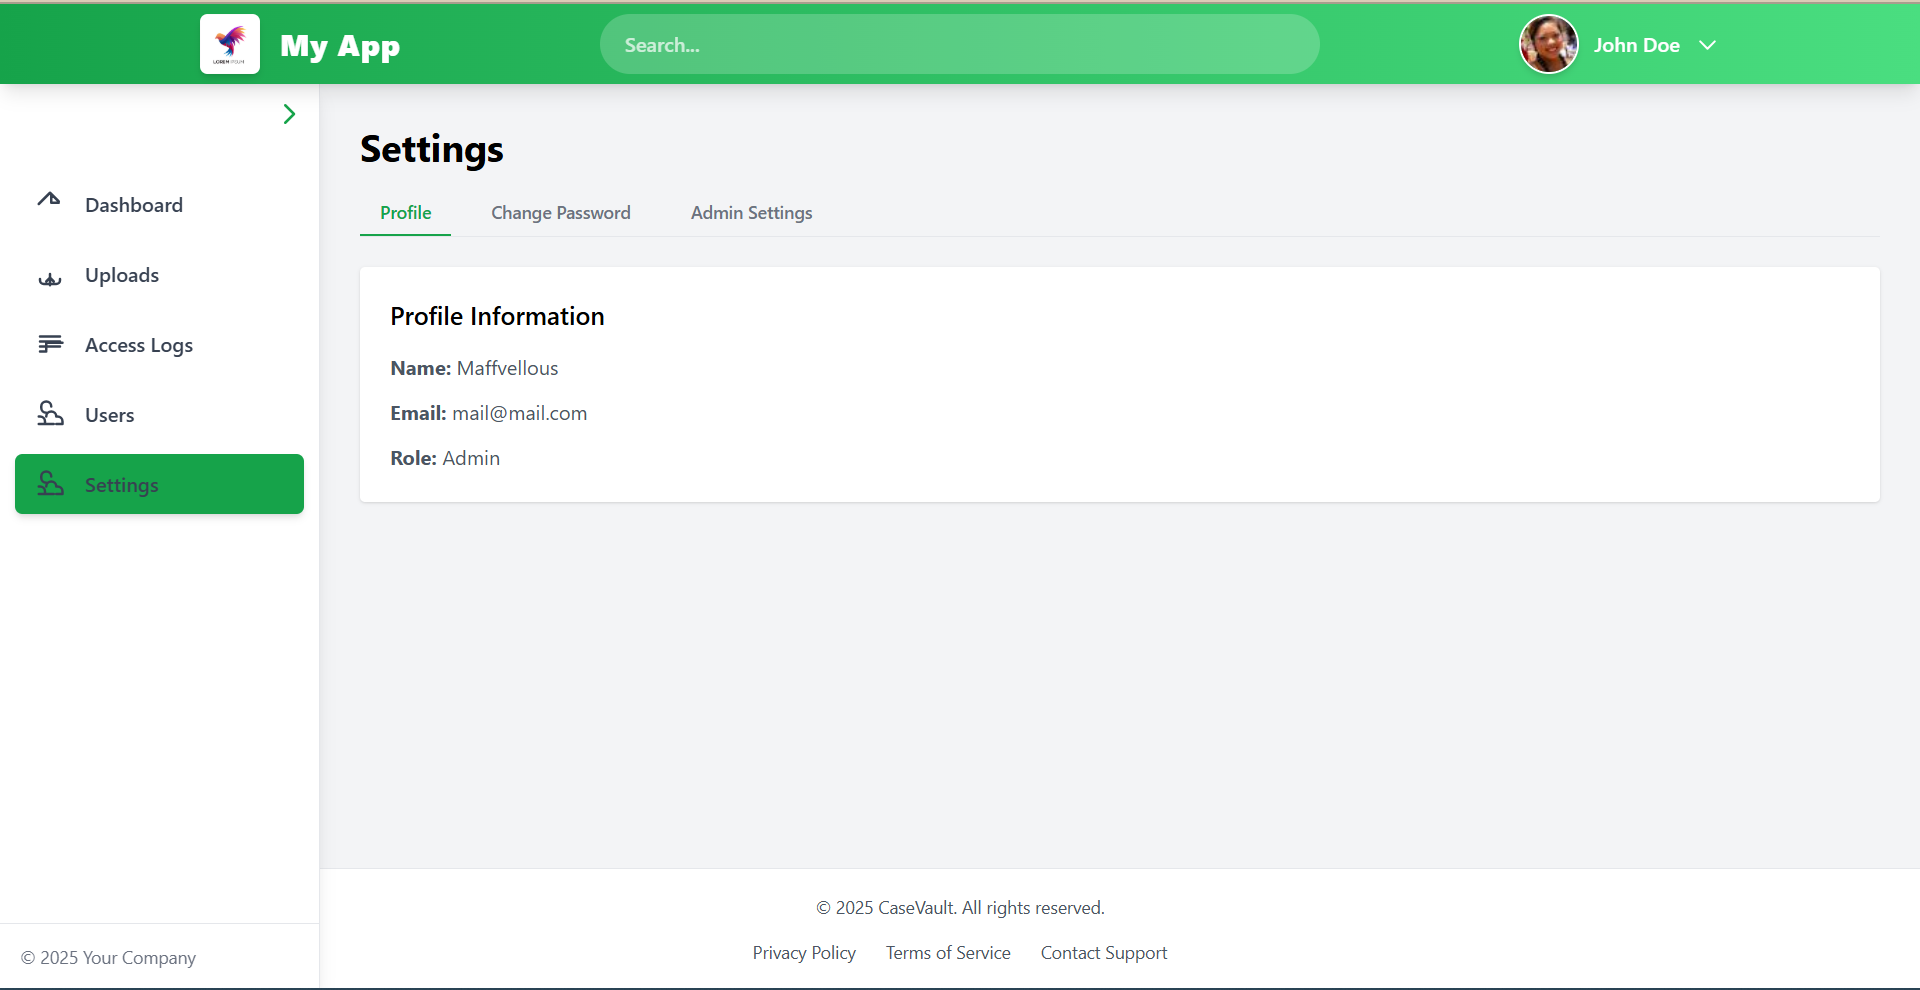 LOREM IPSUM
My App
Search...
John Doe
Dashboard
Uploads
Access Logs
Users
Settings
© 2025 Your Company
Settings
Profile
Change Password
Admin Settings
Profile Information
Name: Maffvellous
Email: mail@mail.com
Role: Admin
© 2025 CaseVault. All rights reserved.
Privacy Policy
Terms of Service
Contact Support